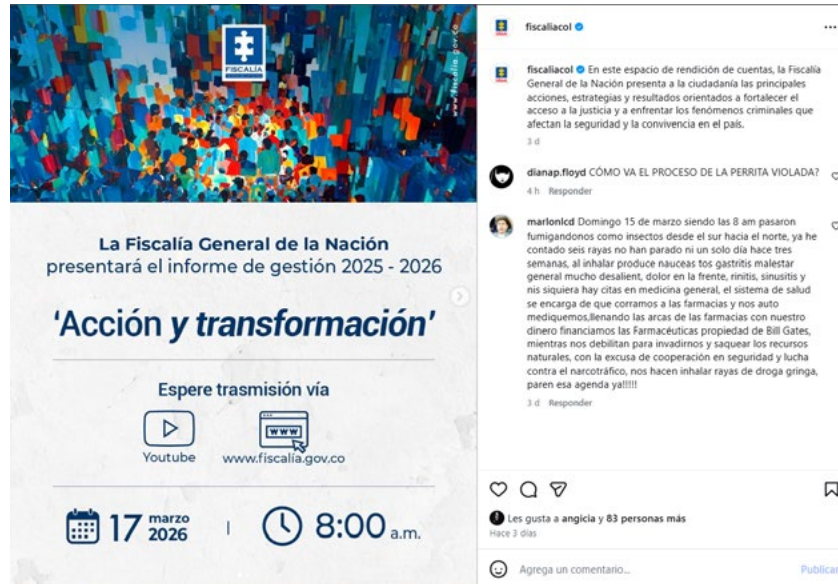 FISCALÍA
www.fiscalia.gov.co
La Fiscalía General de la Nación
presentará el informe de gestión 2025 - 2026
‘Acción y transformación’
Espere trasmisión vía
Youtube
www
www.fiscalia.gov.co
17 marzo
2026
8:00 a.m.
fiscaliacol
fiscaliacol En este espacio de rendición de cuentas, la Fiscalía
General de la Nación presenta a la ciudadanía las principales
acciones, estrategias y resultados orientados a fortalecer el
acceso a la justicia y a enfrentar los fenómenos criminales que
afectan la seguridad y la convivencia en el país.
3 d
dianap.floyd CÓMO VA EL PROCESO DE LA PERRITA VIOLADA?
4 h Responder
marlonlcd Domingo 15 de marzo siendo las 8 am pasaron
fumigandonos como insectos desde el sur hacia el norte, ya he
contado seis rayas no han parado ni un solo día hace tres
semanas, al inhalar produce nauceas tos gastritis malestar
general mucho desalient, dolor en la frente, rinitis, sinusitis y
nis siquiera hay citas en medicina general, el sistema de salud
se encarga de que corramos a las farmacias y nos auto
mediquemos,llenando las arcas de las farmacias con nuestro
dinero financiamos las Farmacéuticas propiedad de Bill Gates,
mientras nos debilitan para invadirnos y saquear los recursos
naturales, con la excusa de cooperación en seguridad y lucha
contra el narcotráfico, nos hacen inhalar rayas de droga gringa,
paren esa agenda ya!!!!!
3 d Responder
Les gusta a angicia y 83 personas más
Hace 3 días
Agrega un comentario...
Publicar